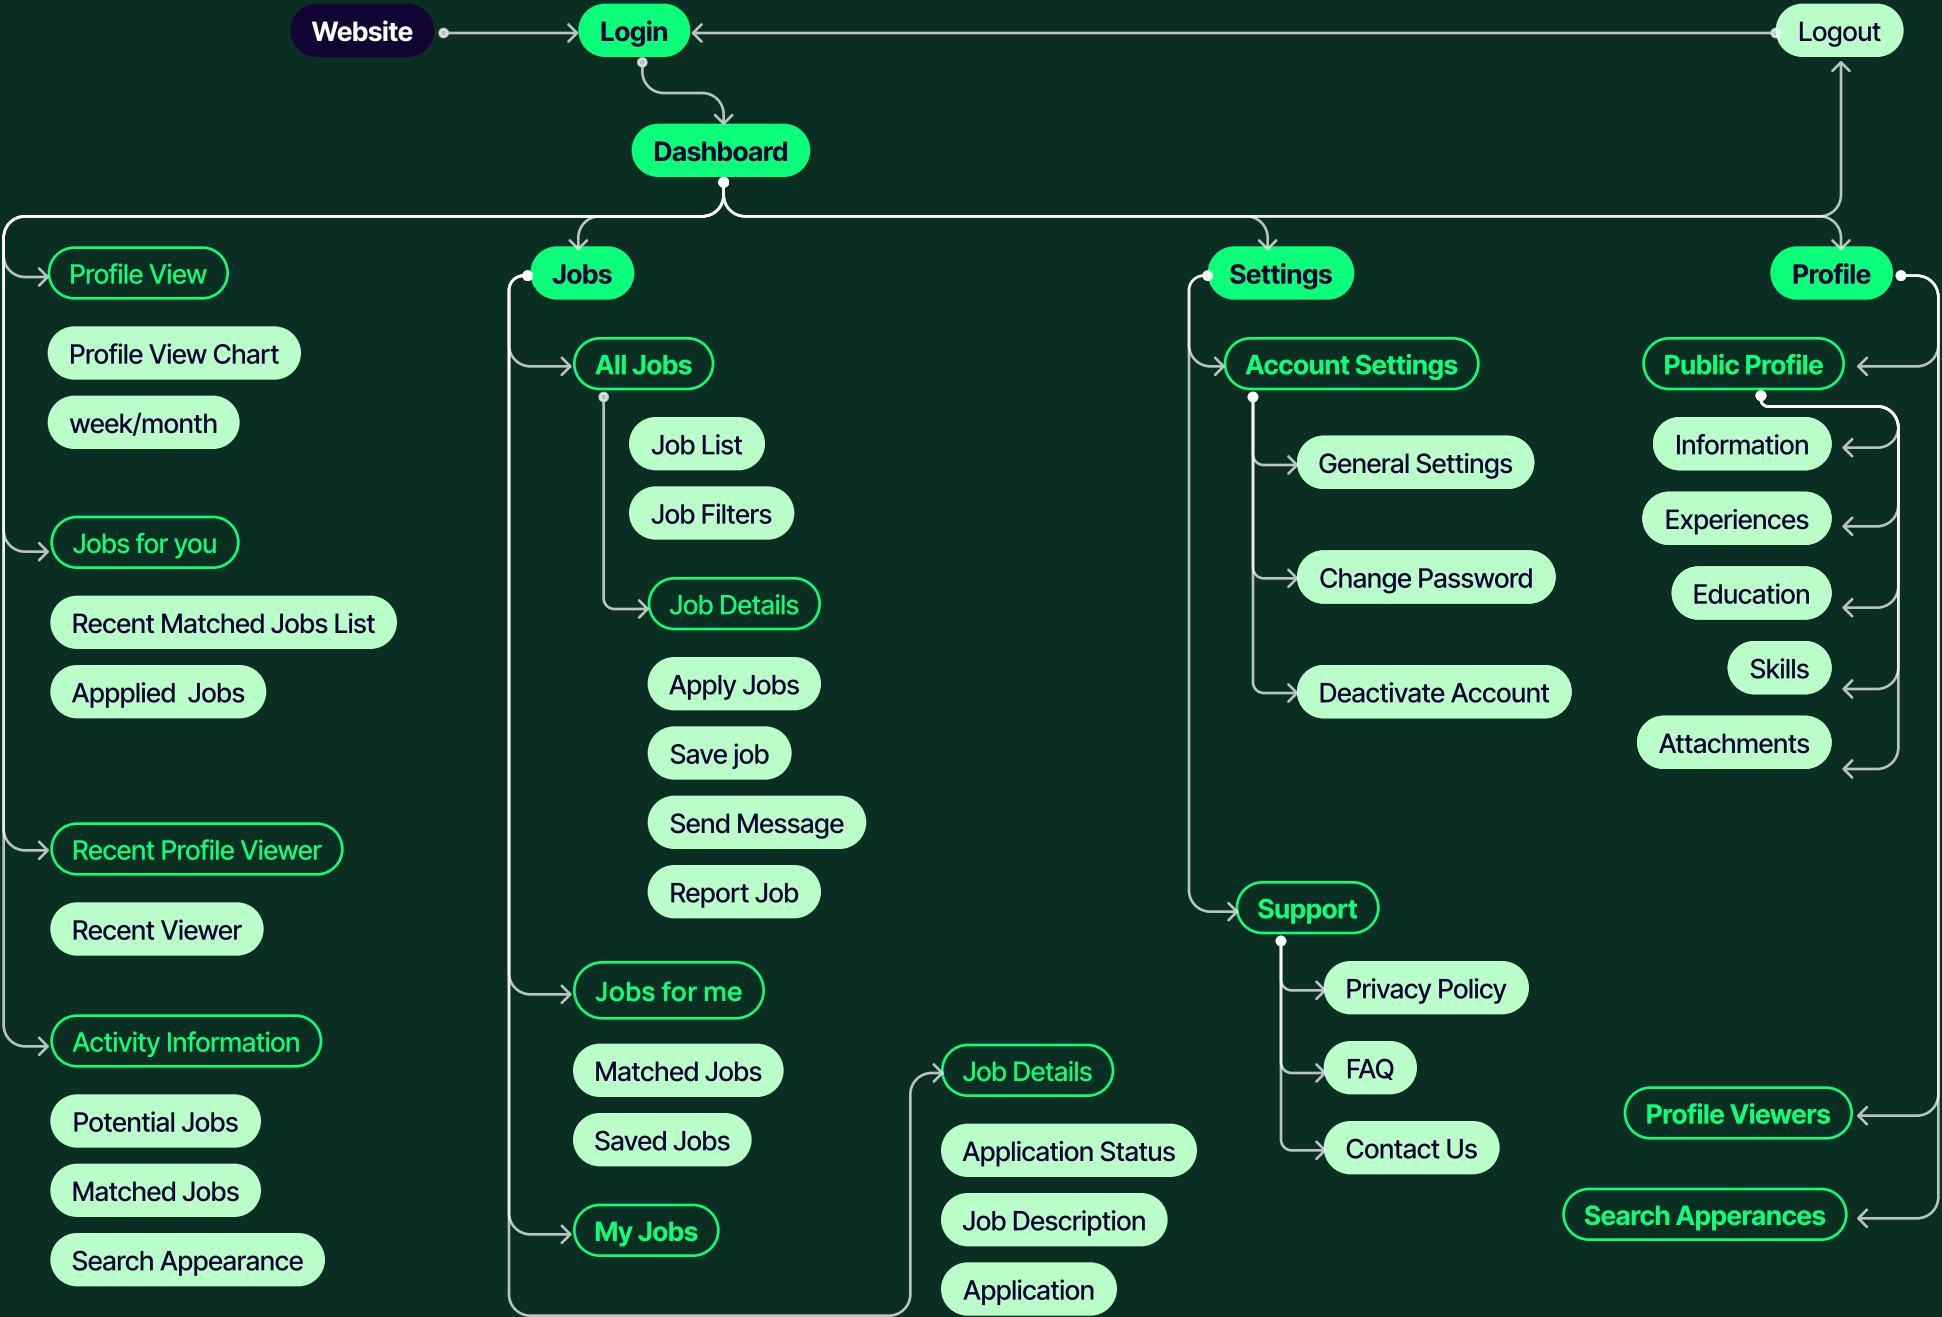 Website
Login
Logout
Dashboard
Profile View
Profile View Chart
week/month
Jobs for you
Recent Matched Jobs List
Appplied  Jobs
Recent Profile Viewer
Recent Viewer
Activity Information
Potential Jobs
Matched Jobs
Search Appearance
Jobs
All Jobs
Job List
Job Filters
Job Details
Apply Jobs
Save job
Send Message
Report Job
Jobs for me
Matched Jobs
Saved Jobs
My Jobs
Job Details
Application Status
Job Description
Application
Settings
Account Settings
General Settings
Change Password
Deactivate Account
Support
Privacy Policy
FAQ
Contact Us
Profile
Public Profile
Information
Experiences
Education
Skills
Attachments
Profile Viewers
Search Apperances